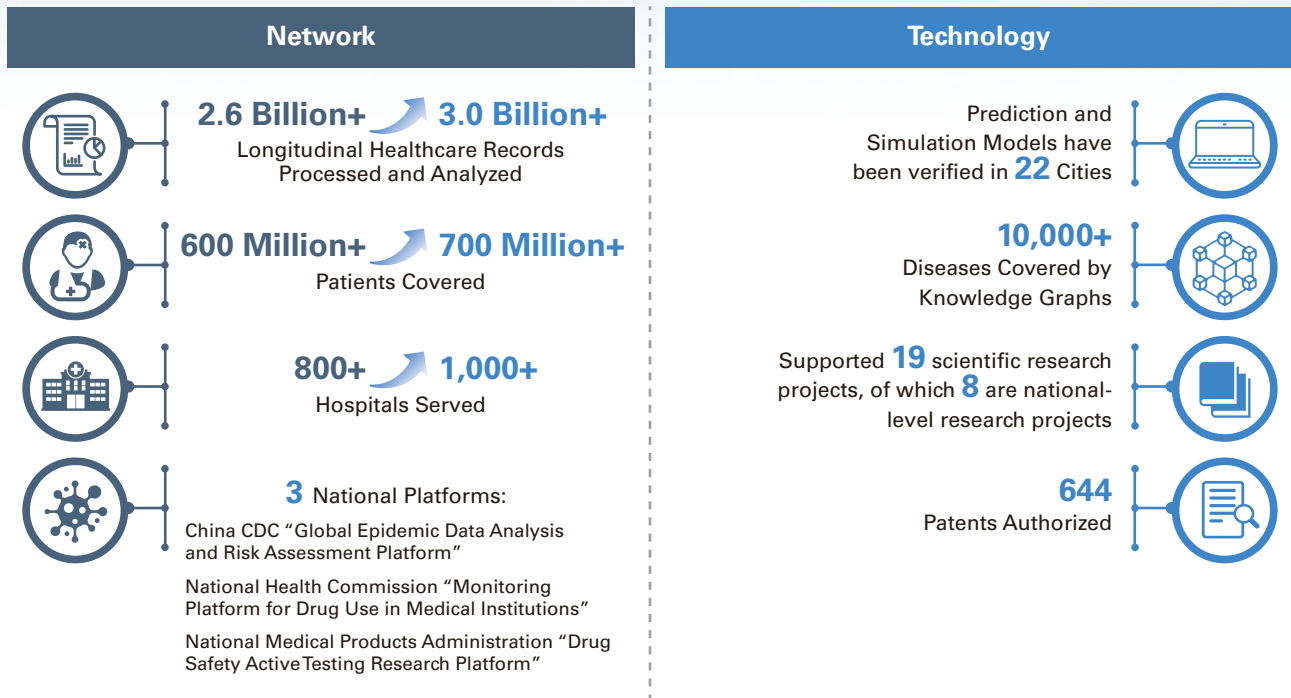 Network
2.6 Billion+ 3.0 Billion+
Longitudinal Healthcare Records
Processed and Analyzed
600 Million+ 700 Million+
Patients Covered
800+ 1,000+
Hospitals Served
3 National Platforms:
China CDC “Global Epidemic Data Analysis
and Risk Assessment Platform”
National Health Commission “Monitoring
Platform for Drug Use in Medical Institutions”
National Medical Products Administration “Drug
Safety Active Testing Research Platform”
Technology
Prediction and
Simulation Models have
been verified in 22 Cities
10,000+
Diseases Covered by
Knowledge Graphs
Supported 19 scientific research
projects, of which 8 are national-
level research projects
644
Patents Authorized